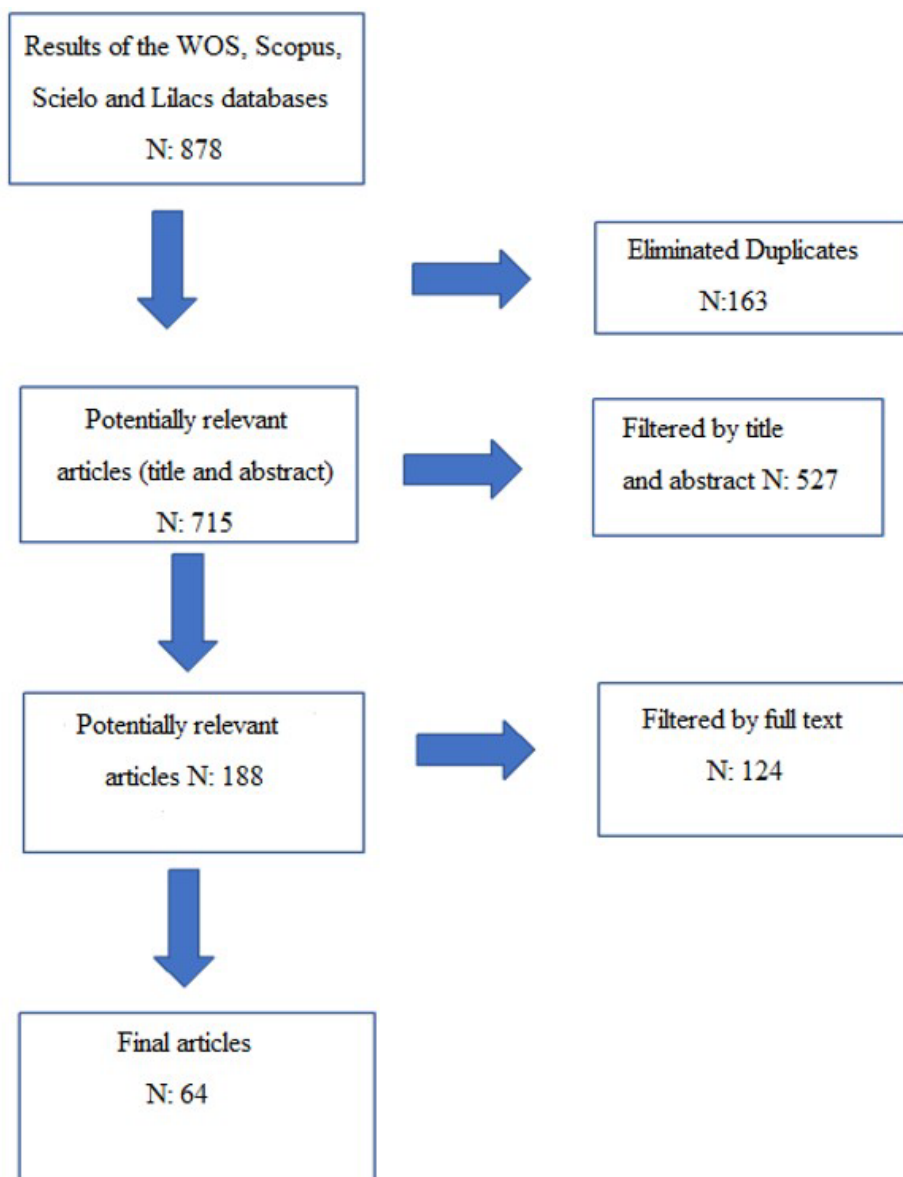 Results of the WOS, Scopus,
Scielo and Lilacs databases
N: 878
Eliminated Duplicates
N:163
Potentially relevant
articles (title and abstract)
N: 715
Filtered by title
and abstract N: 527
Potentially relevant
articles N: 188
Filtered by full text
N: 124
Final articles
N: 64